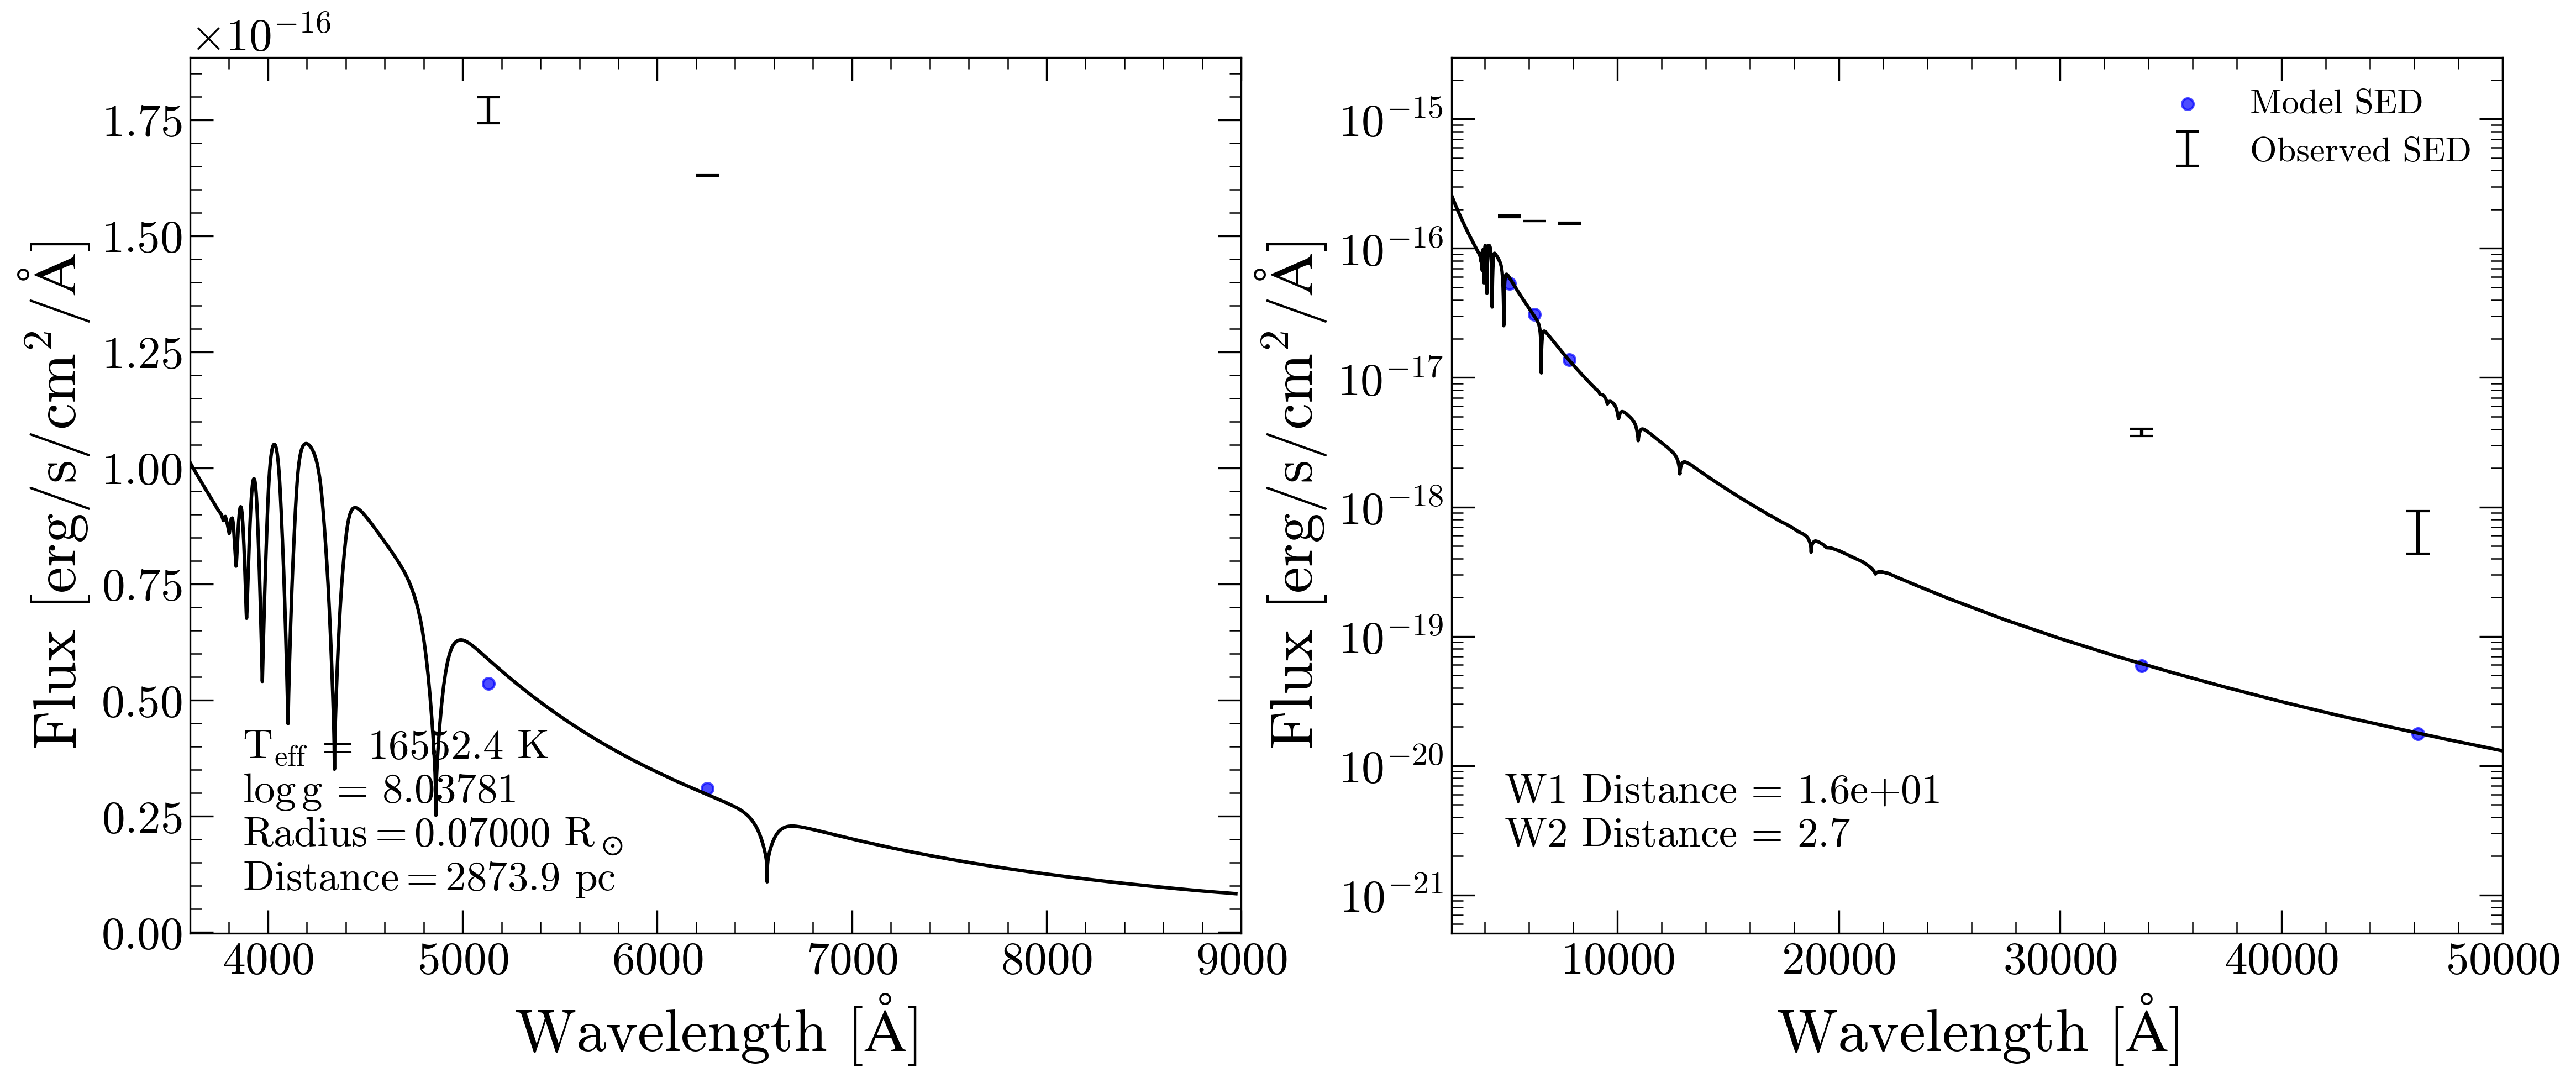 ×10⁻¹⁶
1.75
1.50
1.25
1.00
0.75
0.50
0.25
0.00
Flux [erg/s/cm²/Å]
T_eff = 16552.4 K
log g = 8.03781
Radius = 0.07000 R_⊙
Distance = 2873.9 pc
4000 5000 6000 7000 8000 9000
Wavelength [Å]
10⁻¹⁵
10⁻¹⁶
10⁻¹⁷
10⁻¹⁸
10⁻¹⁹
10⁻²⁰
10⁻²¹
Flux [erg/s/cm²/Å]
Model SED
Observed SED
W1 Distance = 1.6e+01
W2 Distance = 2.7
10000 20000 30000 40000 50000
Wavelength [Å]